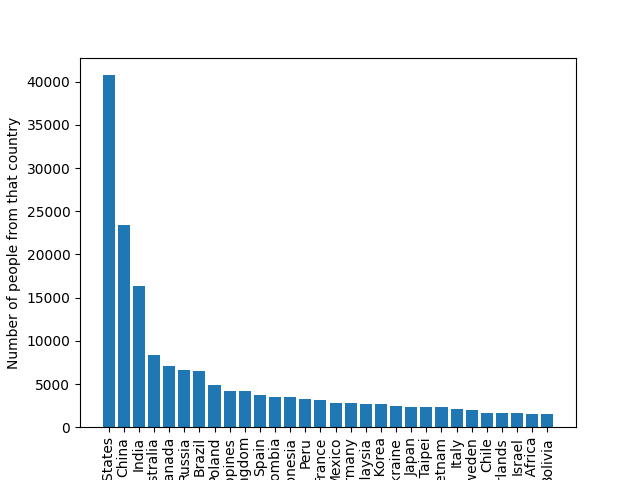 Number of people from that country
40000
35000
30000
25000
20000
15000
10000
5000
0
States
China
India
stralia
anada
Russia
Brazil
Poland
ppines
ngdom
Spain
ombia
onesia
Peru
France
Mexico
rmany
laysia
Korea
kraine
Japan
Taipei
etnam
Italy
weden
Chile
rlands
Israel
Africa
olivia